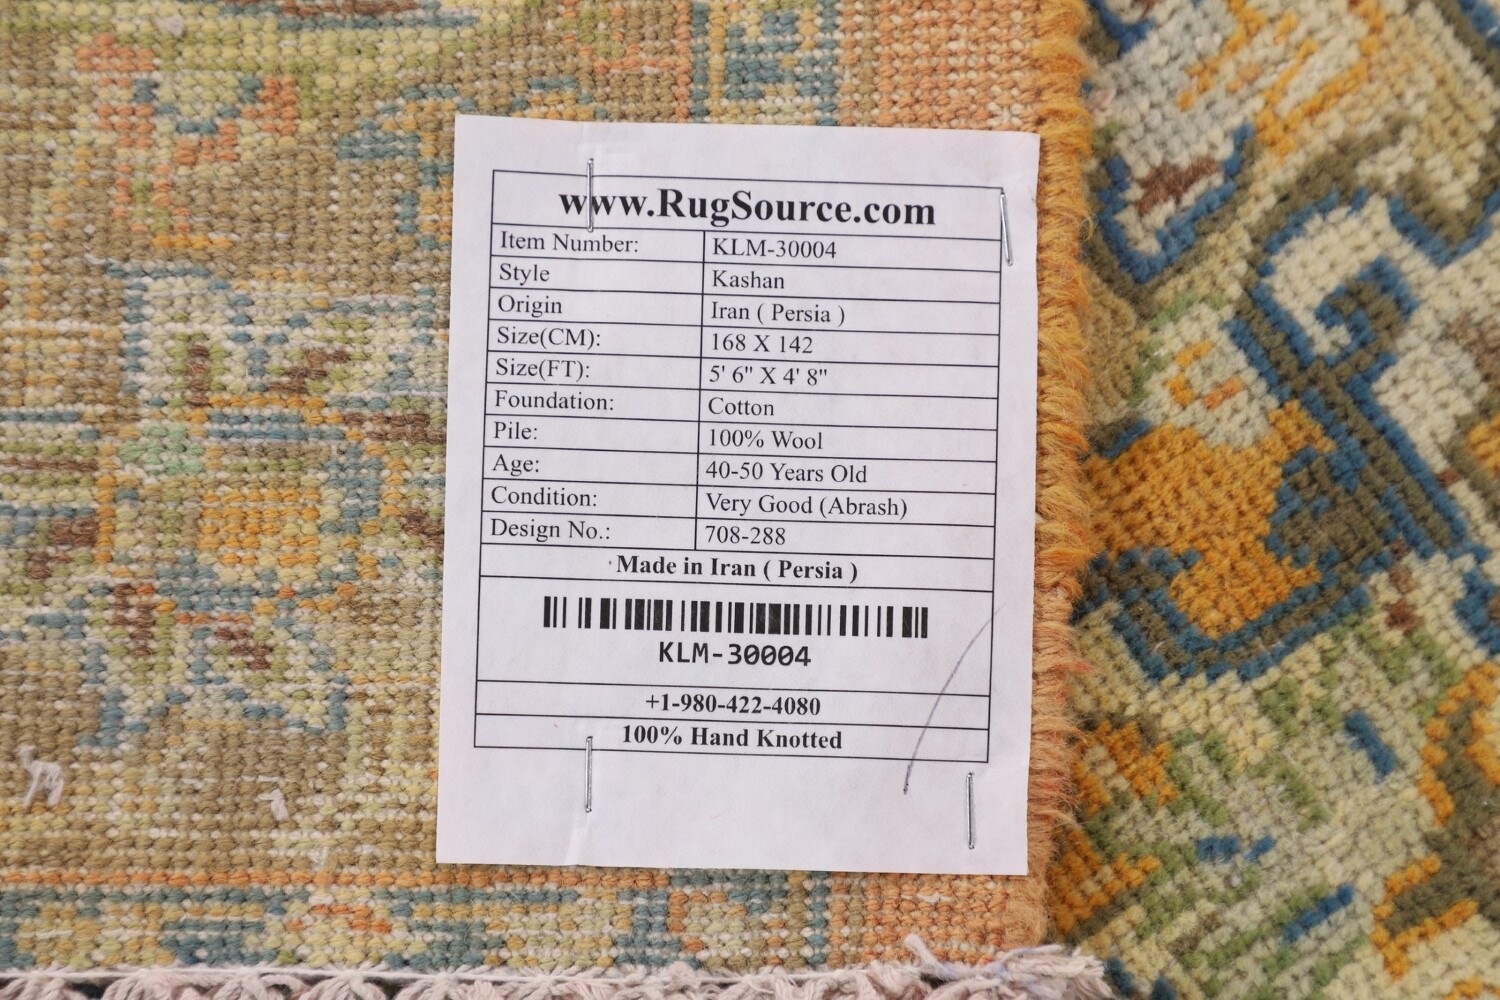 www.RugSource.com
Item Number: KLM-30004
Style Kashan
Origin Iran ( Persia )
Size(CM): 168 X 142
Size(FT): 5' 6" X 4' 8"
Foundation: Cotton
Pile: 100% Wool
Age: 40-50 Years Old
Condition: Very Good (Abrash)
Design No.: 708-288
Made in Iran ( Persia )
KLM-30004
+1-980-422-4080
100% Hand Knotted